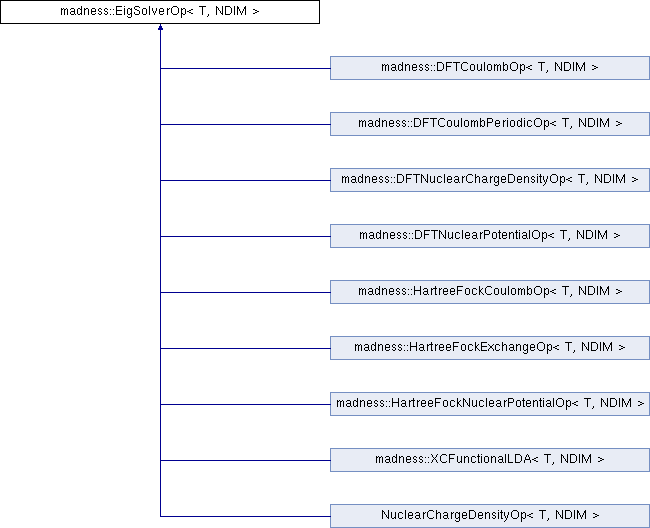 madness::EigSolverOp< T, NDIM >
madness::DFTCoulombOp< T, NDIM >
madness::DFTCoulombPeriodicOp< T, NDIM >
madness::DFTNuclearChargeDensityOp< T, NDIM >
madness::DFTNuclearPotentialOp< T, NDIM >
madness::HartreeFockCoulombOp< T, NDIM >
madness::HartreeFockExchangeOp< T, NDIM >
madness::HartreeFockNuclearPotentialOp< T, NDIM >
madness::XCFunctionalLDA< T, NDIM >
NuclearChargeDensityOp< T, NDIM >